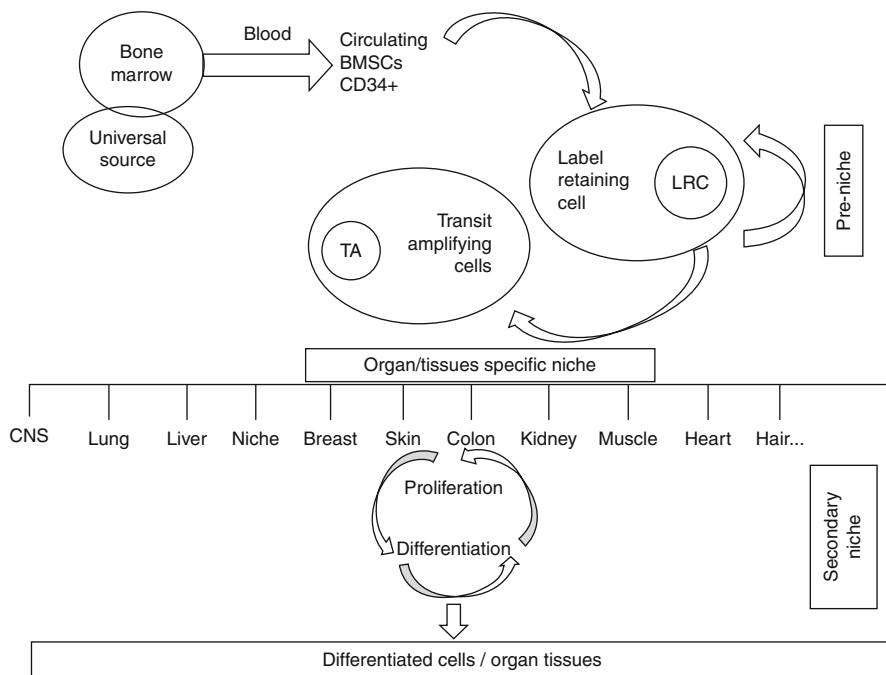 Bone
marrow
Universal
source
Blood
Circulating
BMSCs
CD34+
Label
retaining
cell
LRC
Pre-niche
TA
Transit
amplifying
cells
Organ/tissues specific niche
CNS Lung Liver Niche Breast Skin Colon Kidney Muscle Heart Hair...
Proliferation
Differentiation
Secondary
niche
Differentiated cells / organ tissues